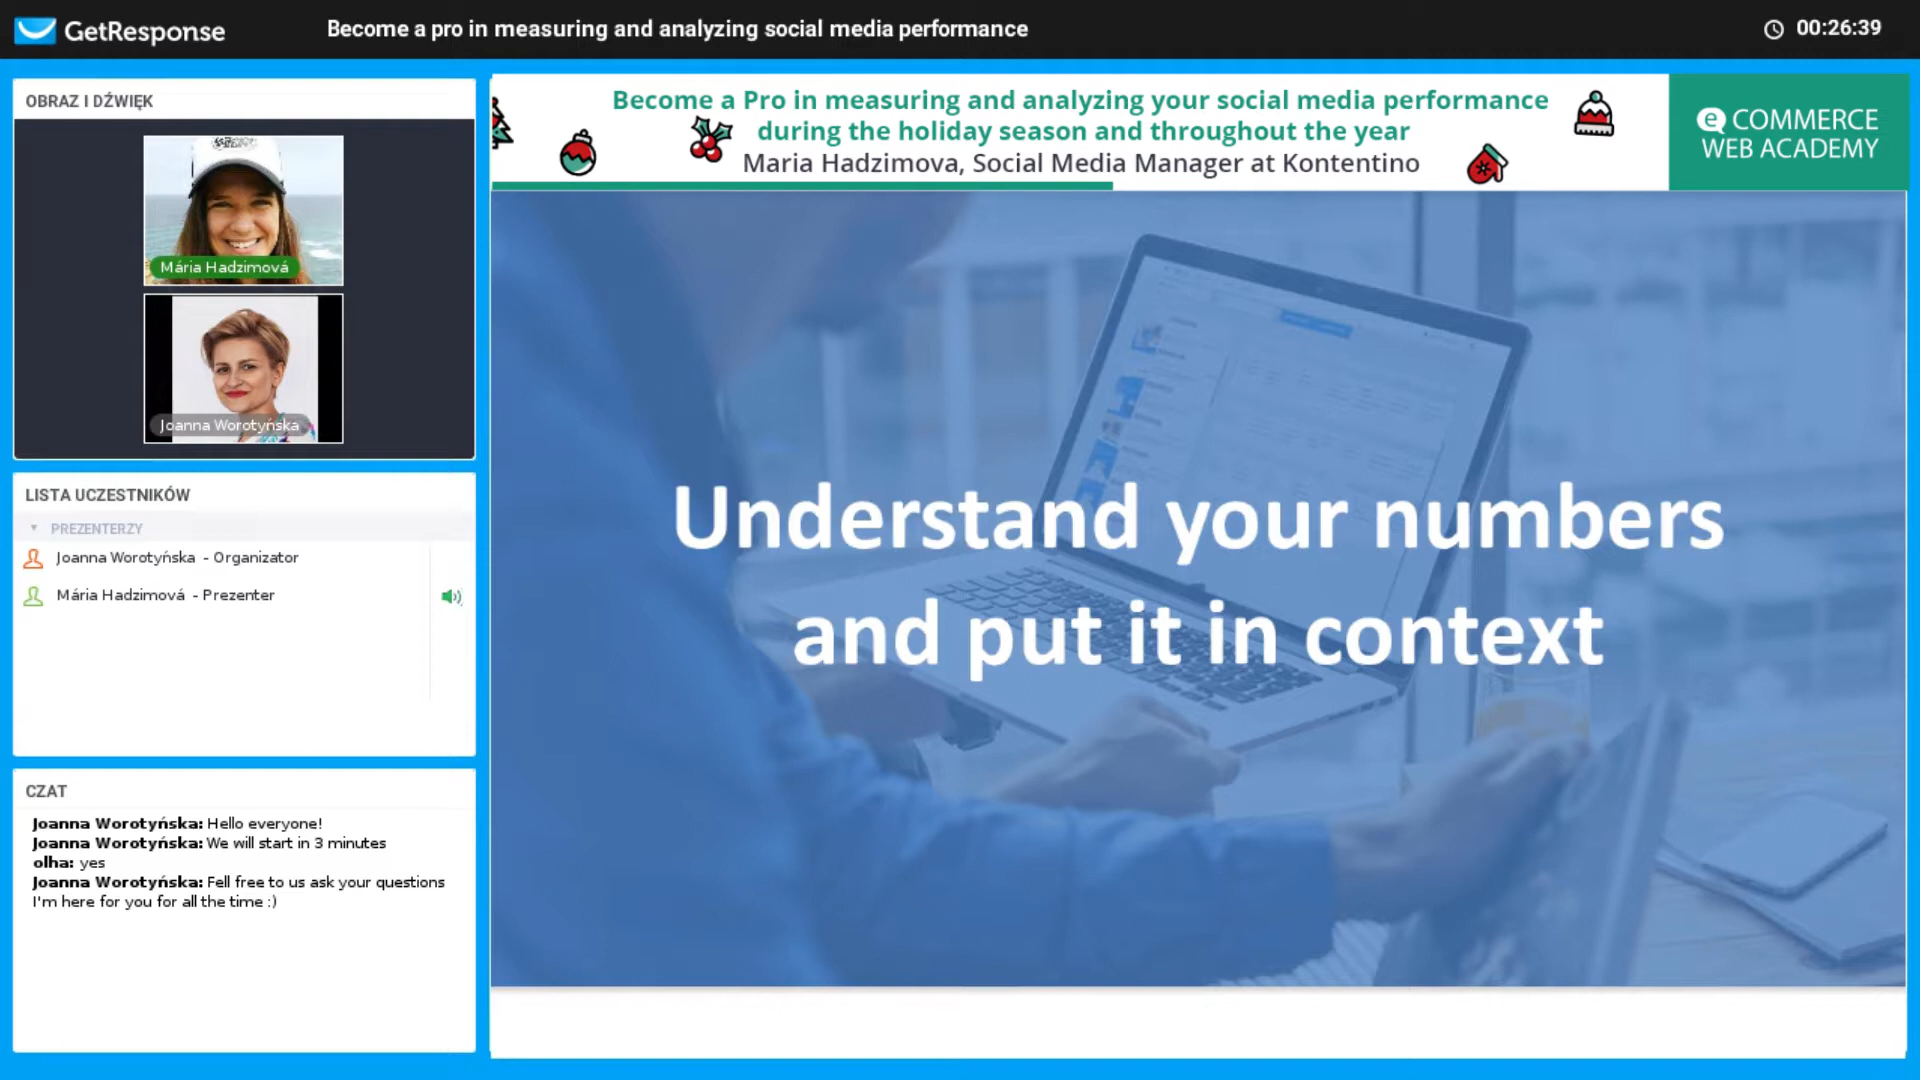 GetResponse
Become a pro in measuring and analyzing social media performance
00:26:39
OBRAZ I DŹWIĘK
Mária Hadzimová
Joanna Worotyńska
LISTA UCZESTNIKÓW
PREZENTERZY
Joanna Worotyńska - Organizator
Mária Hadzimová - Prezenter
CZAT
Joanna Worotyńska: Hello everyone!
Joanna Worotyńska: We will start in 3 minutes
olha: yes
Joanna Worotyńska: Fell free to us ask your questions
I'm here for you for all the time :)
Become a Pro in measuring and analyzing your social media performance
during the holiday season and throughout the year
Maria Hadzimova, Social Media Manager at Kontentino
e COMMERCE
WEB ACADEMY
Understand your numbers
and put it in context